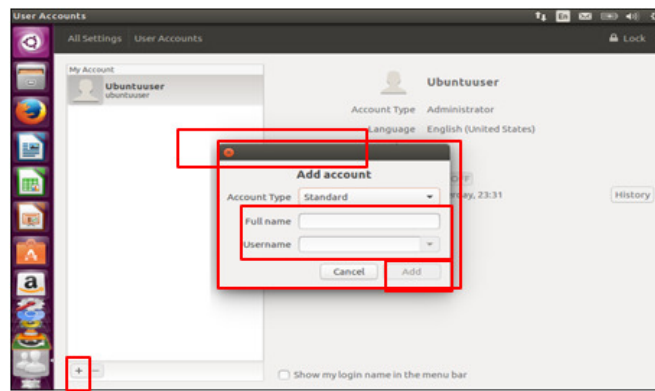 User Accounts
En
All Settings User Accounts
Lock
My Account
Ubuntuuser
ubuntuuser
Ubuntuuser
Account Type Administrator
Language English (United States)
Add account
Account Type Standard
Full name
Username
Cancel Add
OFF
day, 23:31
History
+ -
Show my login name in the menu bar